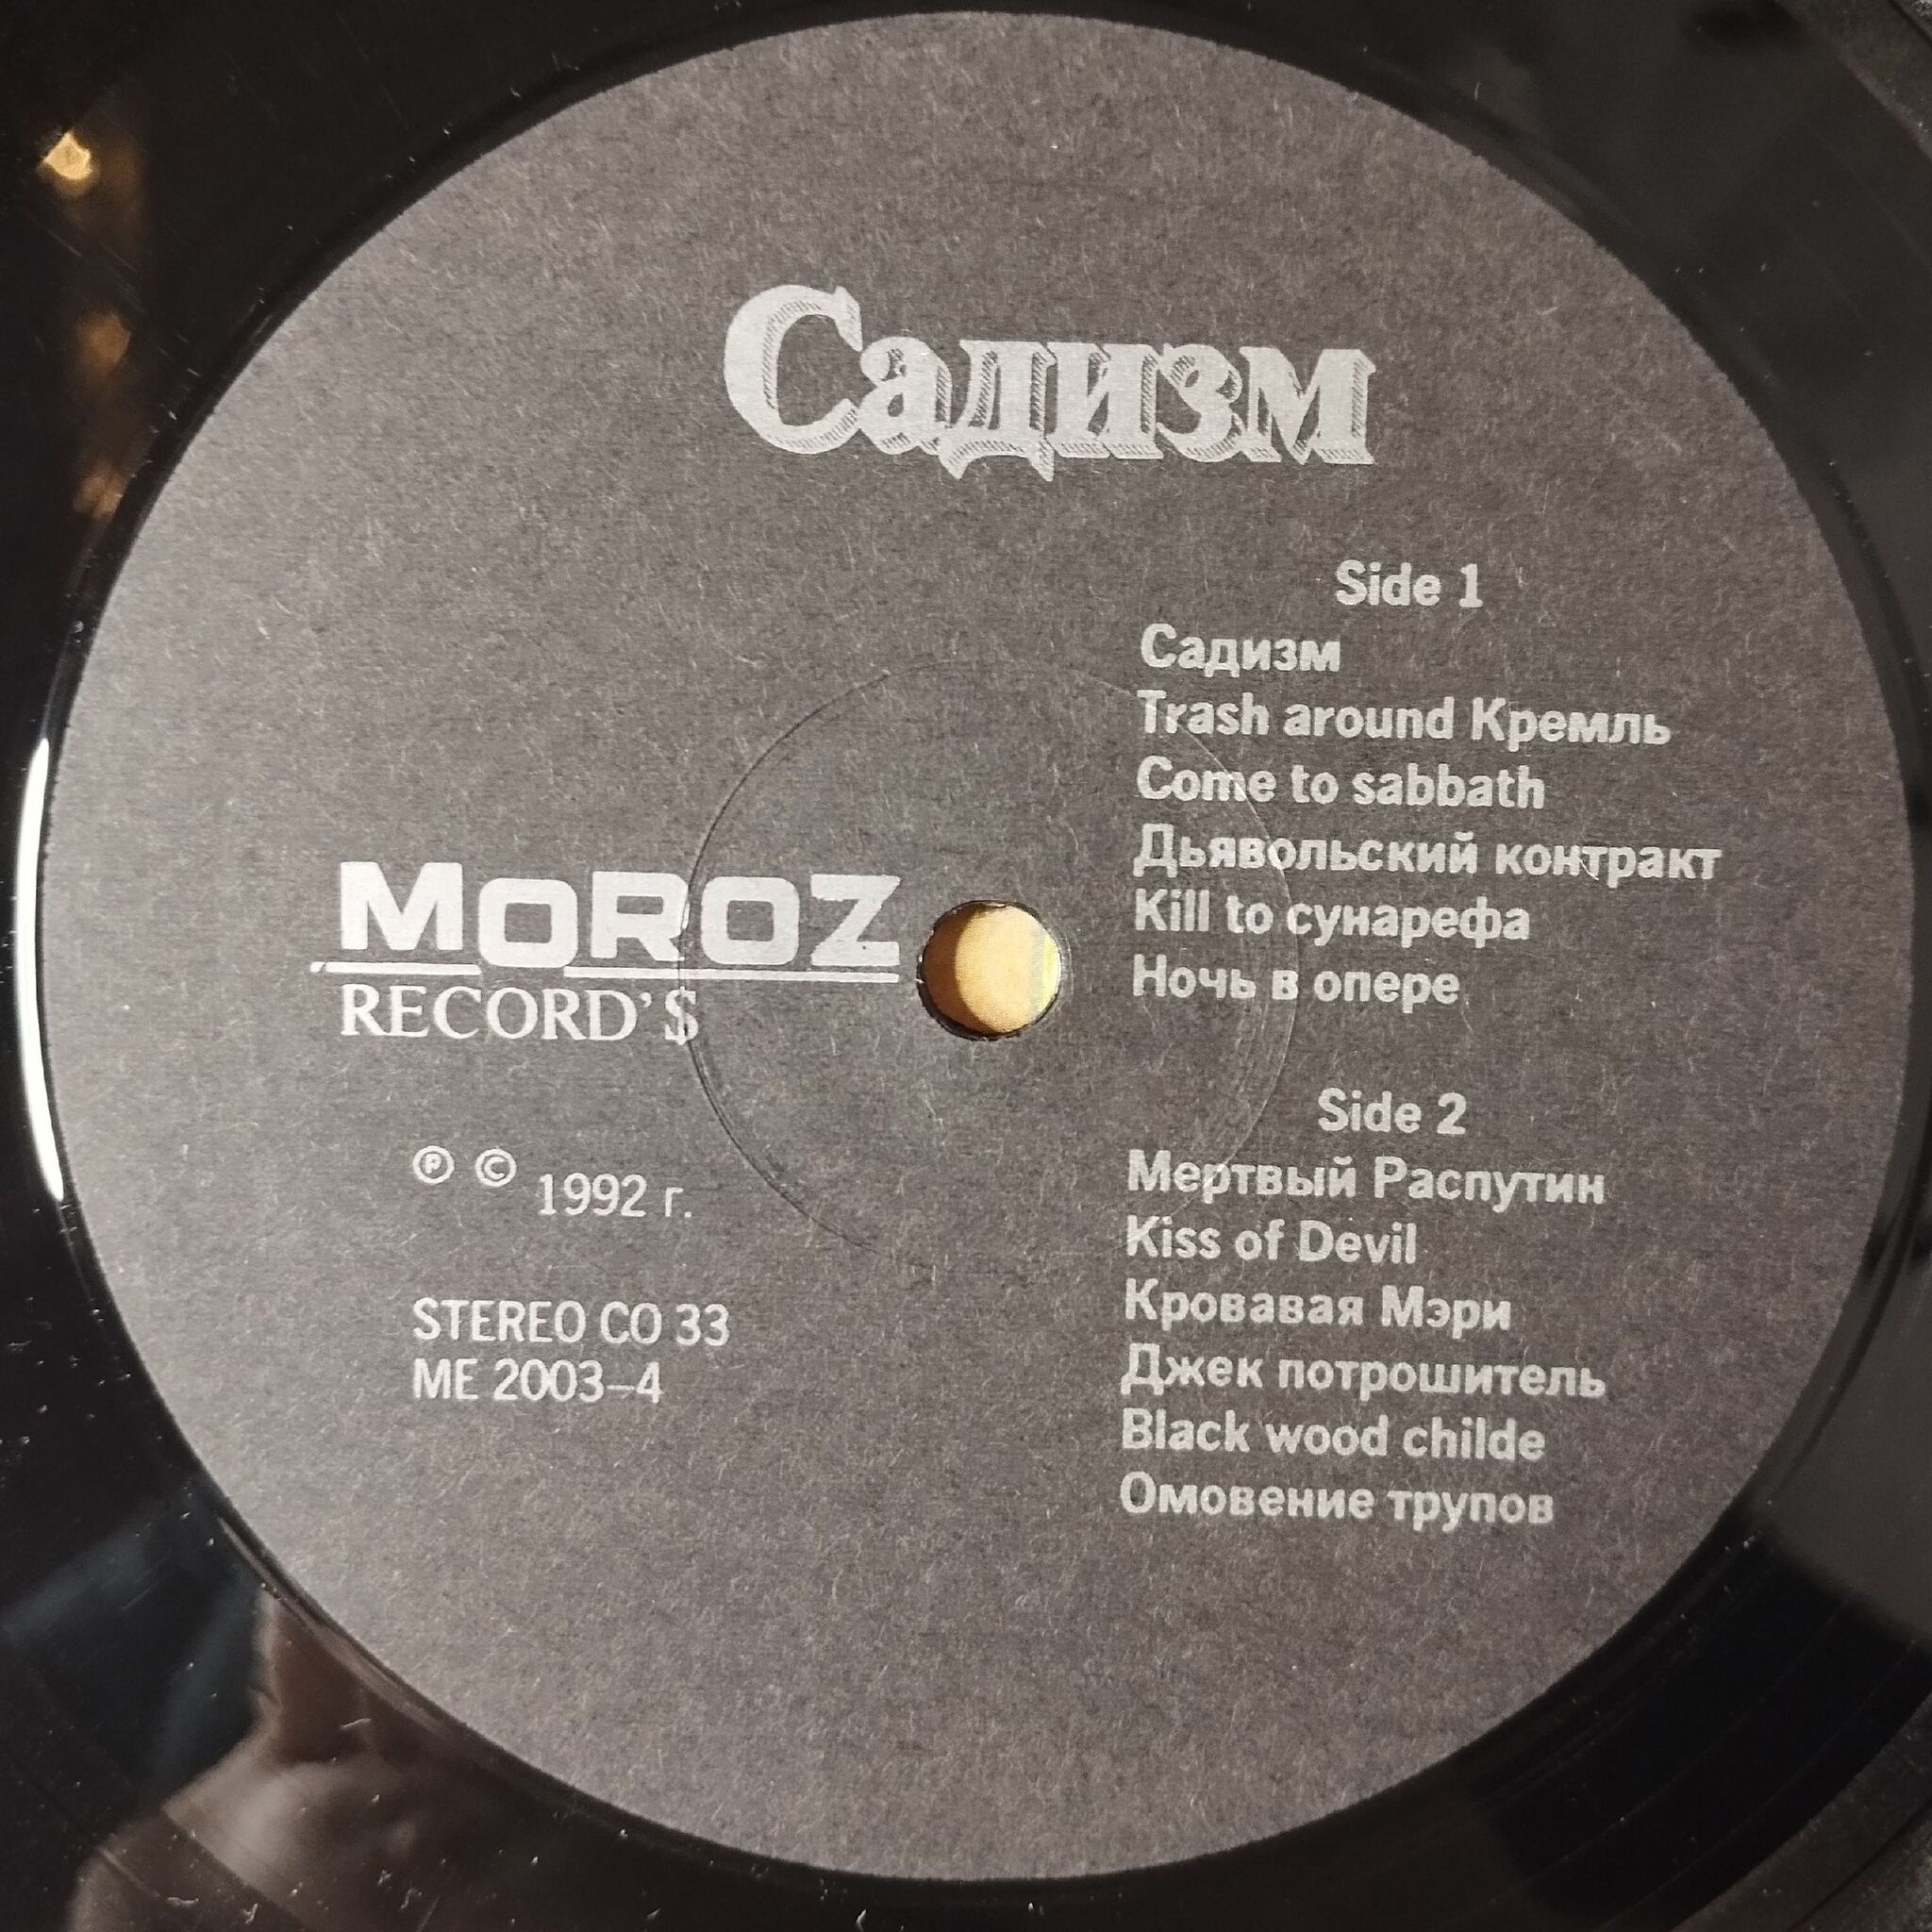 Садизм
MOROZ
RECORD'$
Ⓟ © 1992 г.
STEREO CO 33
ME 2003–4
Side 1
Садизм
Trash around Кремль
Come to sabbath
Дьявольский контракт
Kill to сунарефа
Ночь в опере
Side 2
Мертвый Распутин
Kiss of Devil
Кровавая Мэри
Джек потрошитель
Black wood childe
Омовение трупов